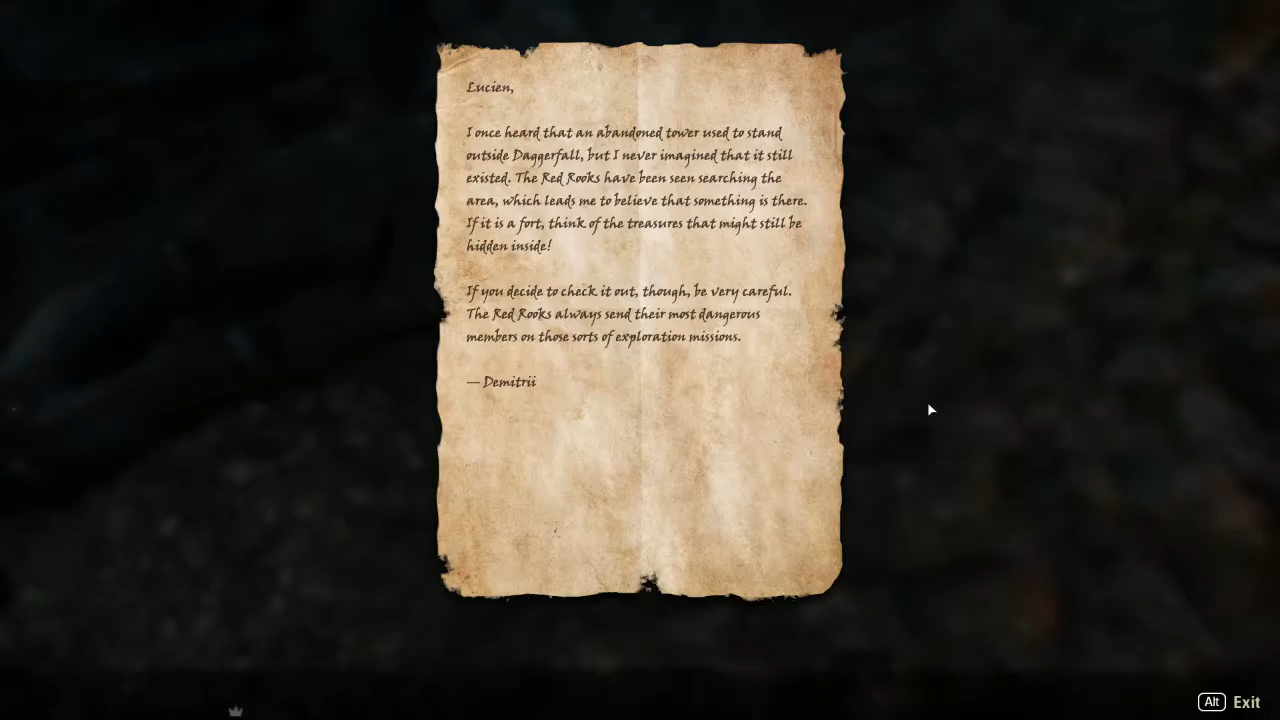 Lucien,
I once heard that an abandoned tower used to stand
outside Daggerfall, but I never imagined that it still
existed. The Red Rooks have been seen searching the
area, which leads me to believe that something is there.
If it is a fort, think of the treasures that might still be
hidden inside!
If you decide to check it out, though, be very careful.
The Red Rooks always send their most dangerous
members on those sorts of exploration missions.
— Demitrii
Alt Exit